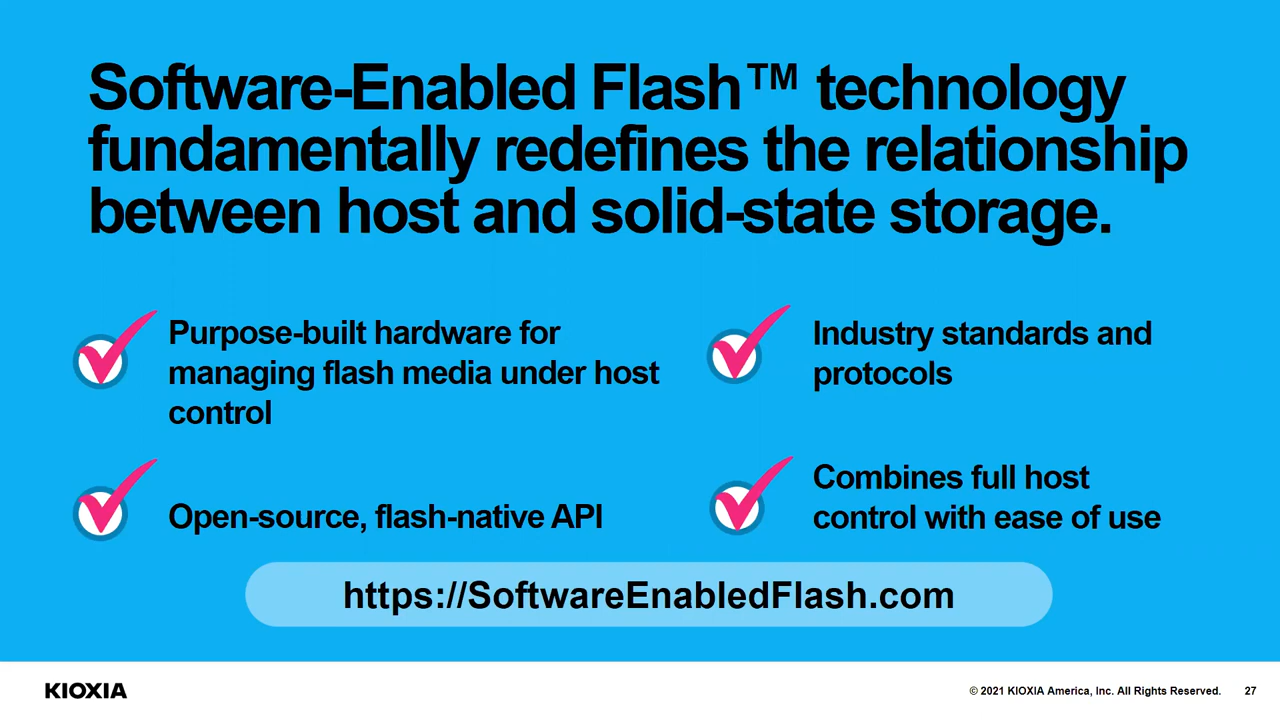 Software-Enabled Flash™ technology
fundamentally redefines the relationship
between host and solid-state storage.
Purpose-built hardware for
managing flash media under host
control
Industry standards and
protocols
Open-source, flash-native API
Combines full host
control with ease of use
https://SoftwareEnabledFlash.com
KIOXIA
© 2021 KIOXIA America, Inc. All Rights Reserved.
27